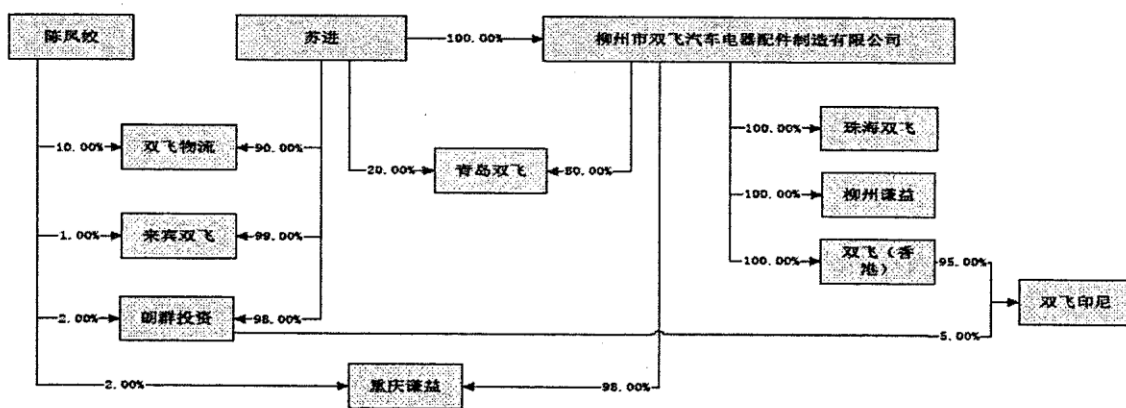 陈凤姣
苏进
100.00%
柳州市双飞汽车电器配件制造有限公司
10.00%
双飞物流
90.00%
20.00%
青岛双飞
80.00%
100.00%
珠海双飞
100.00%
柳州谦益
1.00%
来宾双飞
99.00%
100.00%
双飞（香
港）
95.00%
双飞印尼
2.00%
朗群投资
98.00%
5.00%
2.00%
重庆谦益
98.00%